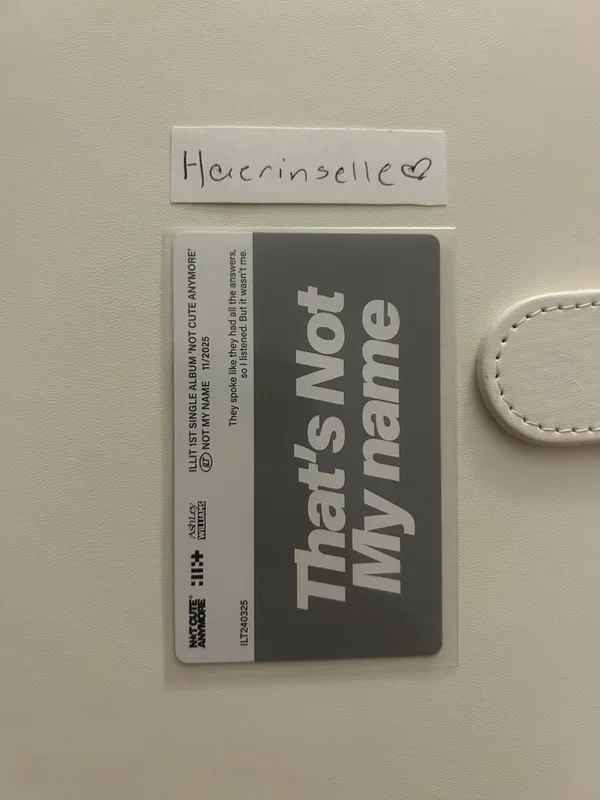 Haerinselle♡
ILLIT 1ST SINGLE ALBUM 'NOT CUTE ANYMORE'
ILT NOT MY NAME 11/2025
They spoke like they had all the answers,
so I listened. But it wasn't me.
That's Not
My name
NOT CUTE®
ANYMORE
AshLey
WILLIAMS
ILT240325